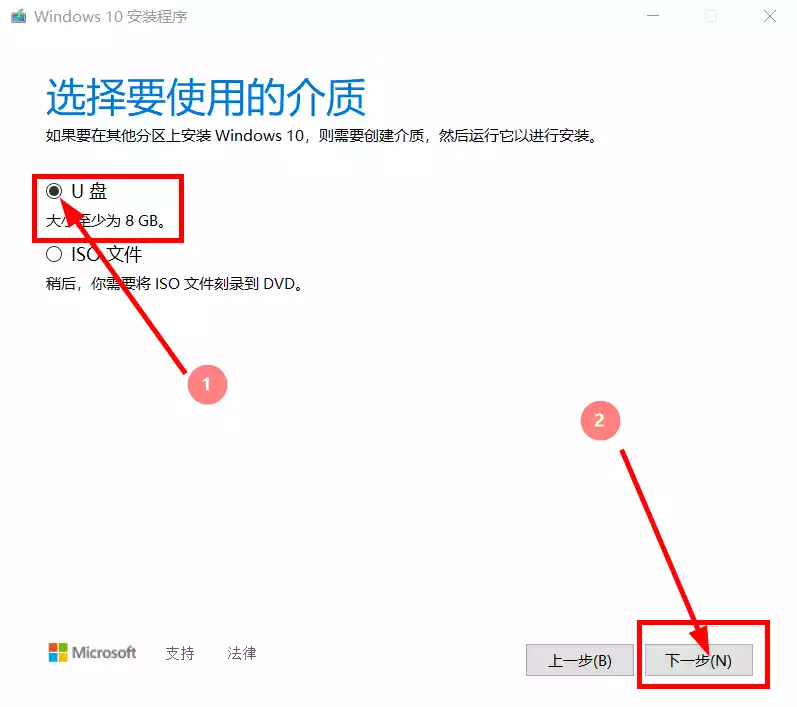 Windows 10 安装程序
选择要使用的介质
如果要在其他分区上安装 Windows 10，则需要创建介质，然后运行它以进行安装。
U 盘
大小至少为 8 GB。
ISO 文件
稍后，你需要将 ISO 文件刻录到 DVD。
1
2
Microsoft 支持 法律 上一步(B) 下一步(N)